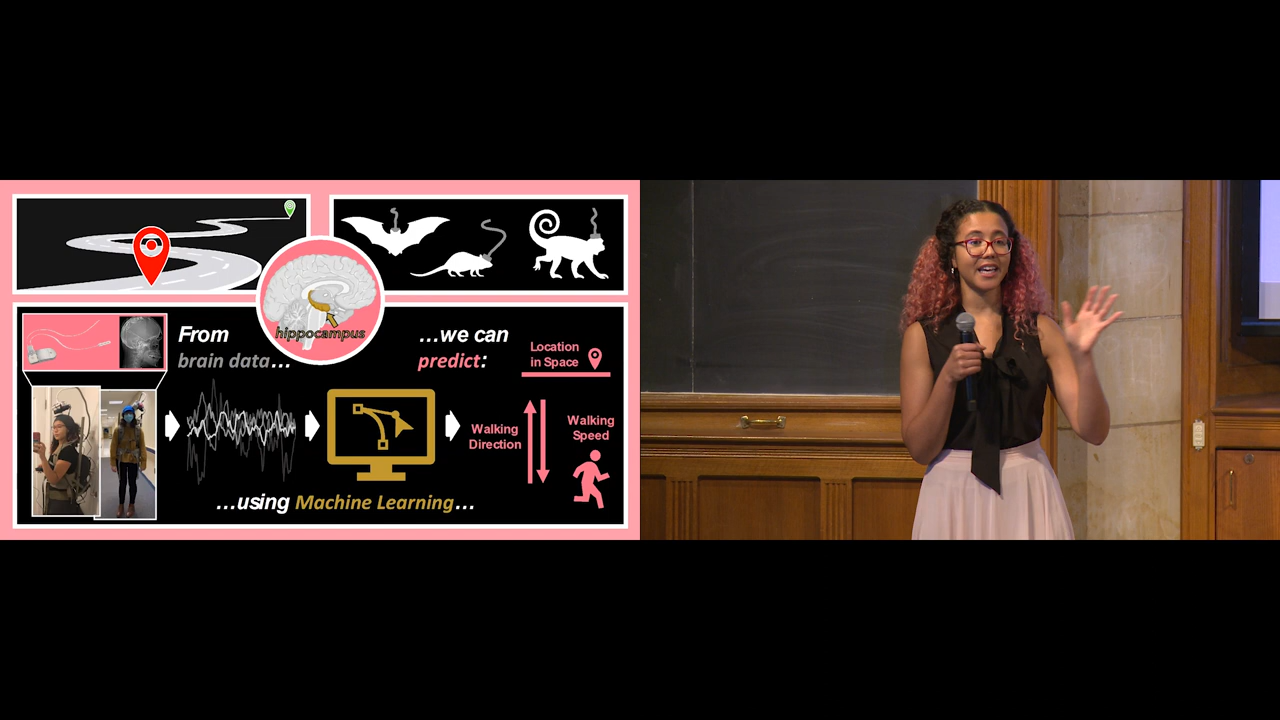 hippocampus
From
brain data...
...we can
predict:
Location
in Space
Walking
Direction
Walking
Speed
...using Machine Learning...